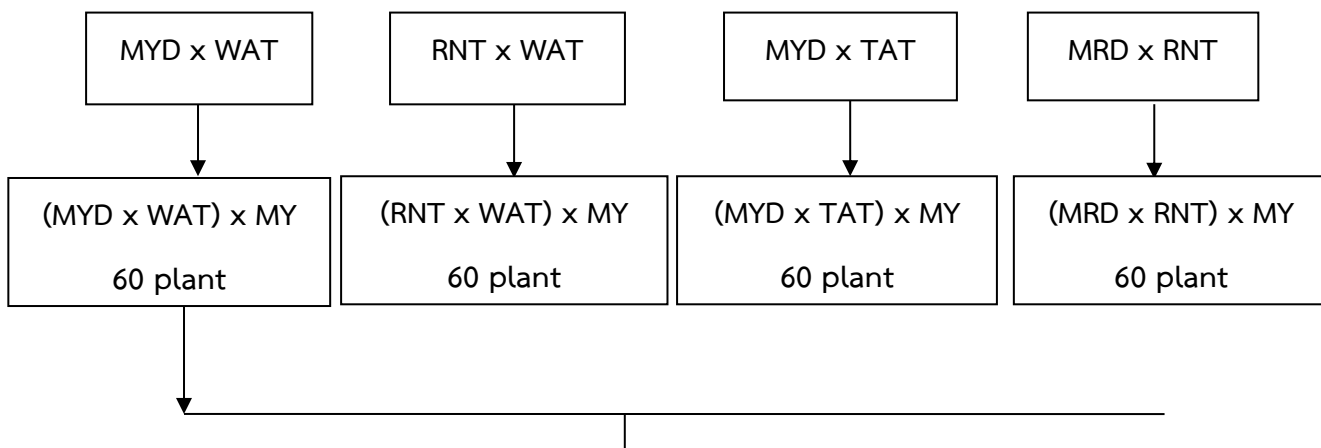 MYD x WAT
RNT x WAT
MYD x TAT
MRD x RNT
(MYD x WAT) x MY
60 plant
(RNT x WAT) x MY
60 plant
(MYD x TAT) x MY
60 plant
(MRD x RNT) x MY
60 plant